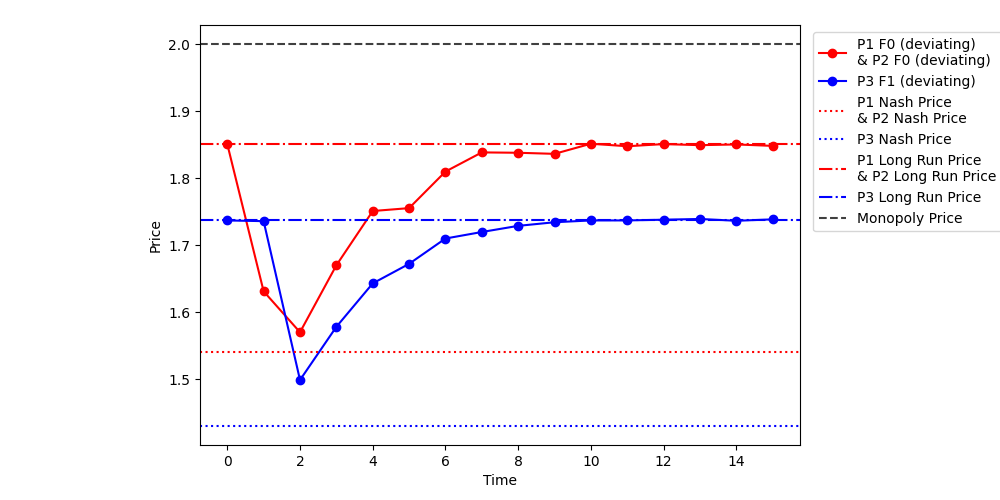 2.0
1.9
1.8
1.7
1.6
1.5
Price
0 2 4 6 8 10 12 14
Time
P1 F0 (deviating)
& P2 F0 (deviating)
P3 F1 (deviating)
P1 Nash Price
& P2 Nash Price
P3 Nash Price
P1 Long Run Price
& P2 Long Run Price
P3 Long Run Price
Monopoly Price